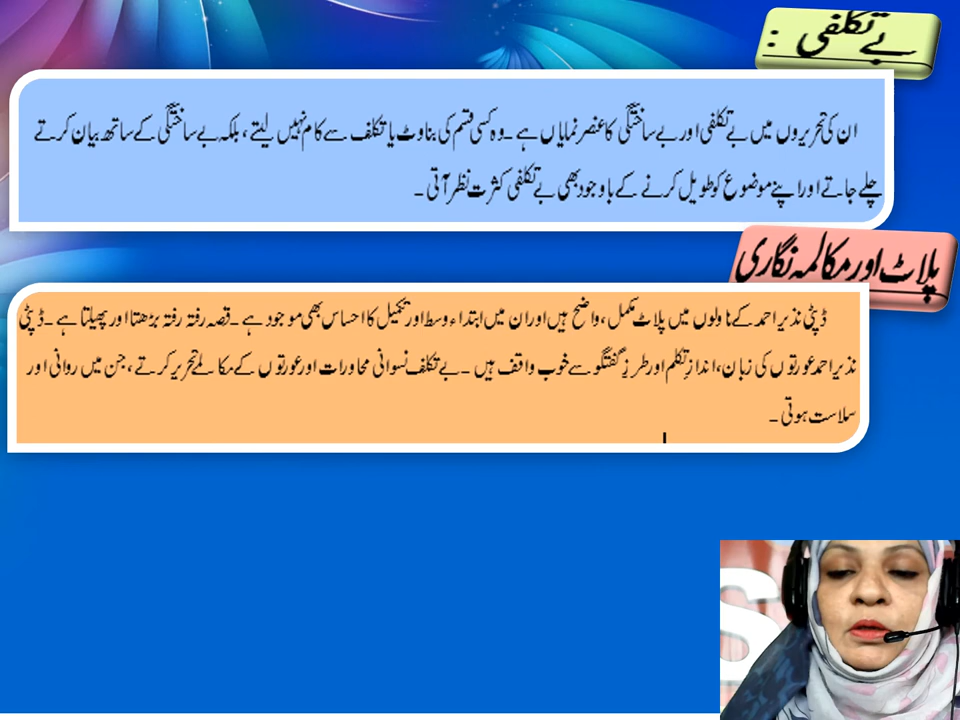 بے تکلفی :
ان کی تحریروں میں بے تکلفی اور بے ساختگی کا عنصر نمایاں ہے۔ وہ کسی قسم کی بناوٹ یا تکلف سے کام نہیں لیتے، بلکہ بے ساختگی کے ساتھ بیان کرتے
چلے جاتے اور اپنے موضوع کو طویل کرنے کے باوجود بھی بے تکلفی کثرت نظر آتی۔
پلاٹ اور مکالمہ نگاری
ڈپٹی نذیر احمد کے ناولوں میں پلاٹ مکمل، واضح ہیں اور ان میں ابتداء وسط اور تکمیل کا احساس بھی موجود ہے۔ قصہ رفتہ رفتہ بڑھتا اور پھیلتا ہے۔ ڈپٹی
نذیر احمد عورتوں کی زبان، اندازِ تکلم اور طرزِ گفتگو سے خوب واقف ہیں۔ بے تکلف نسوانی محاورات اور عورتوں کے مکالمے تحریر کرتے، جن میں روانی اور
سلاست ہوتی۔
S